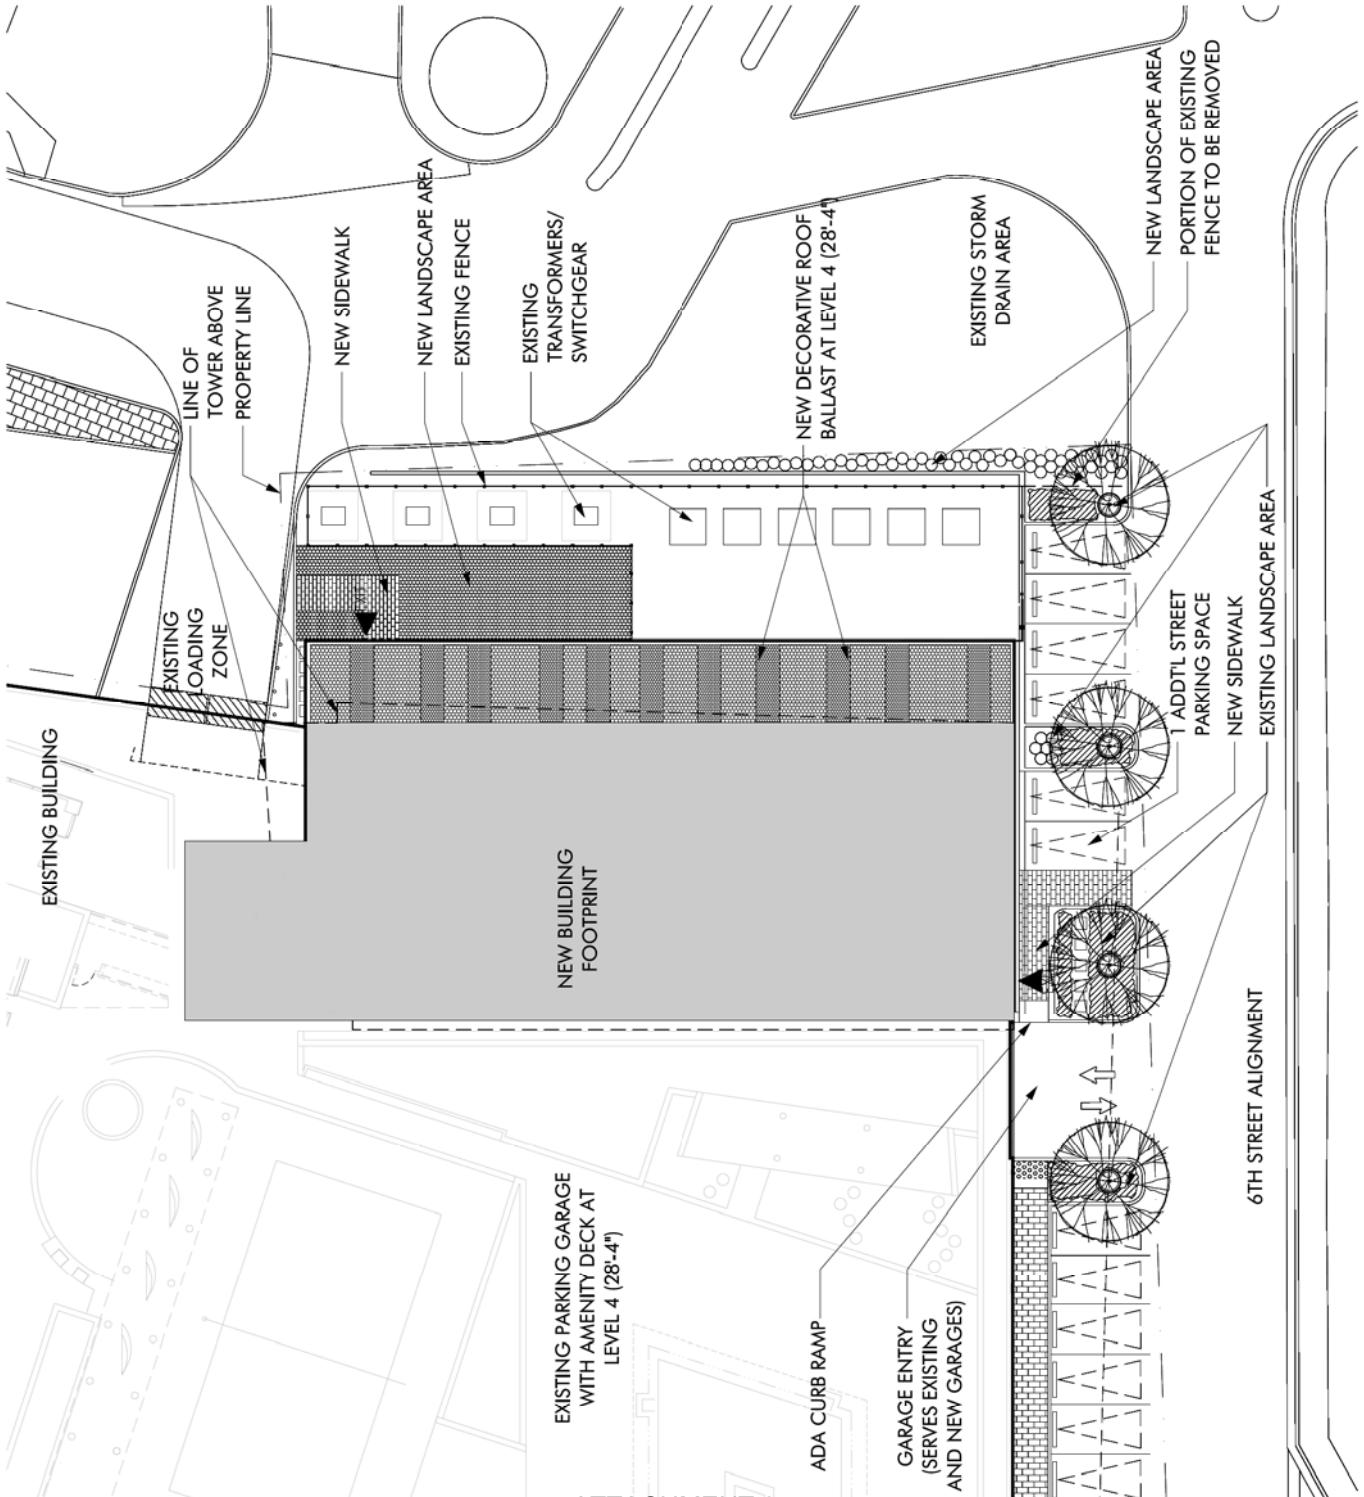 LINE OF
TOWER ABOVE
PROPERTY LINE
NEW SIDEWALK
NEW LANDSCAPE AREA
EXISTING FENCE
EXISTING
TRANSFORMERS/
SWITCHGEAR
NEW DECORATIVE ROOF
BALLAST AT LEVEL 4 (28'-4")
EXISTING STORM
DRAIN AREA
NEW LANDSCAPE AREA
PORTION OF EXISTING
FENCE TO BE REMOVED
EXISTING
LOADING
ZONE
EXISTING BUILDING
NEW BUILDING
FOOTPRINT
1 ADD'T'L STREET
PARKING SPACE
NEW SIDEWALK
EXISTING LANDSCAPE AREA
6TH STREET ALIGNMENT
EXISTING PARKING GARAGE
WITH AMENITY DECK AT
LEVEL 4 (28'-4")
ADA CURB RAMP
GARAGE ENTRY
(SERVES EXISTING
AND NEW GARAGES)